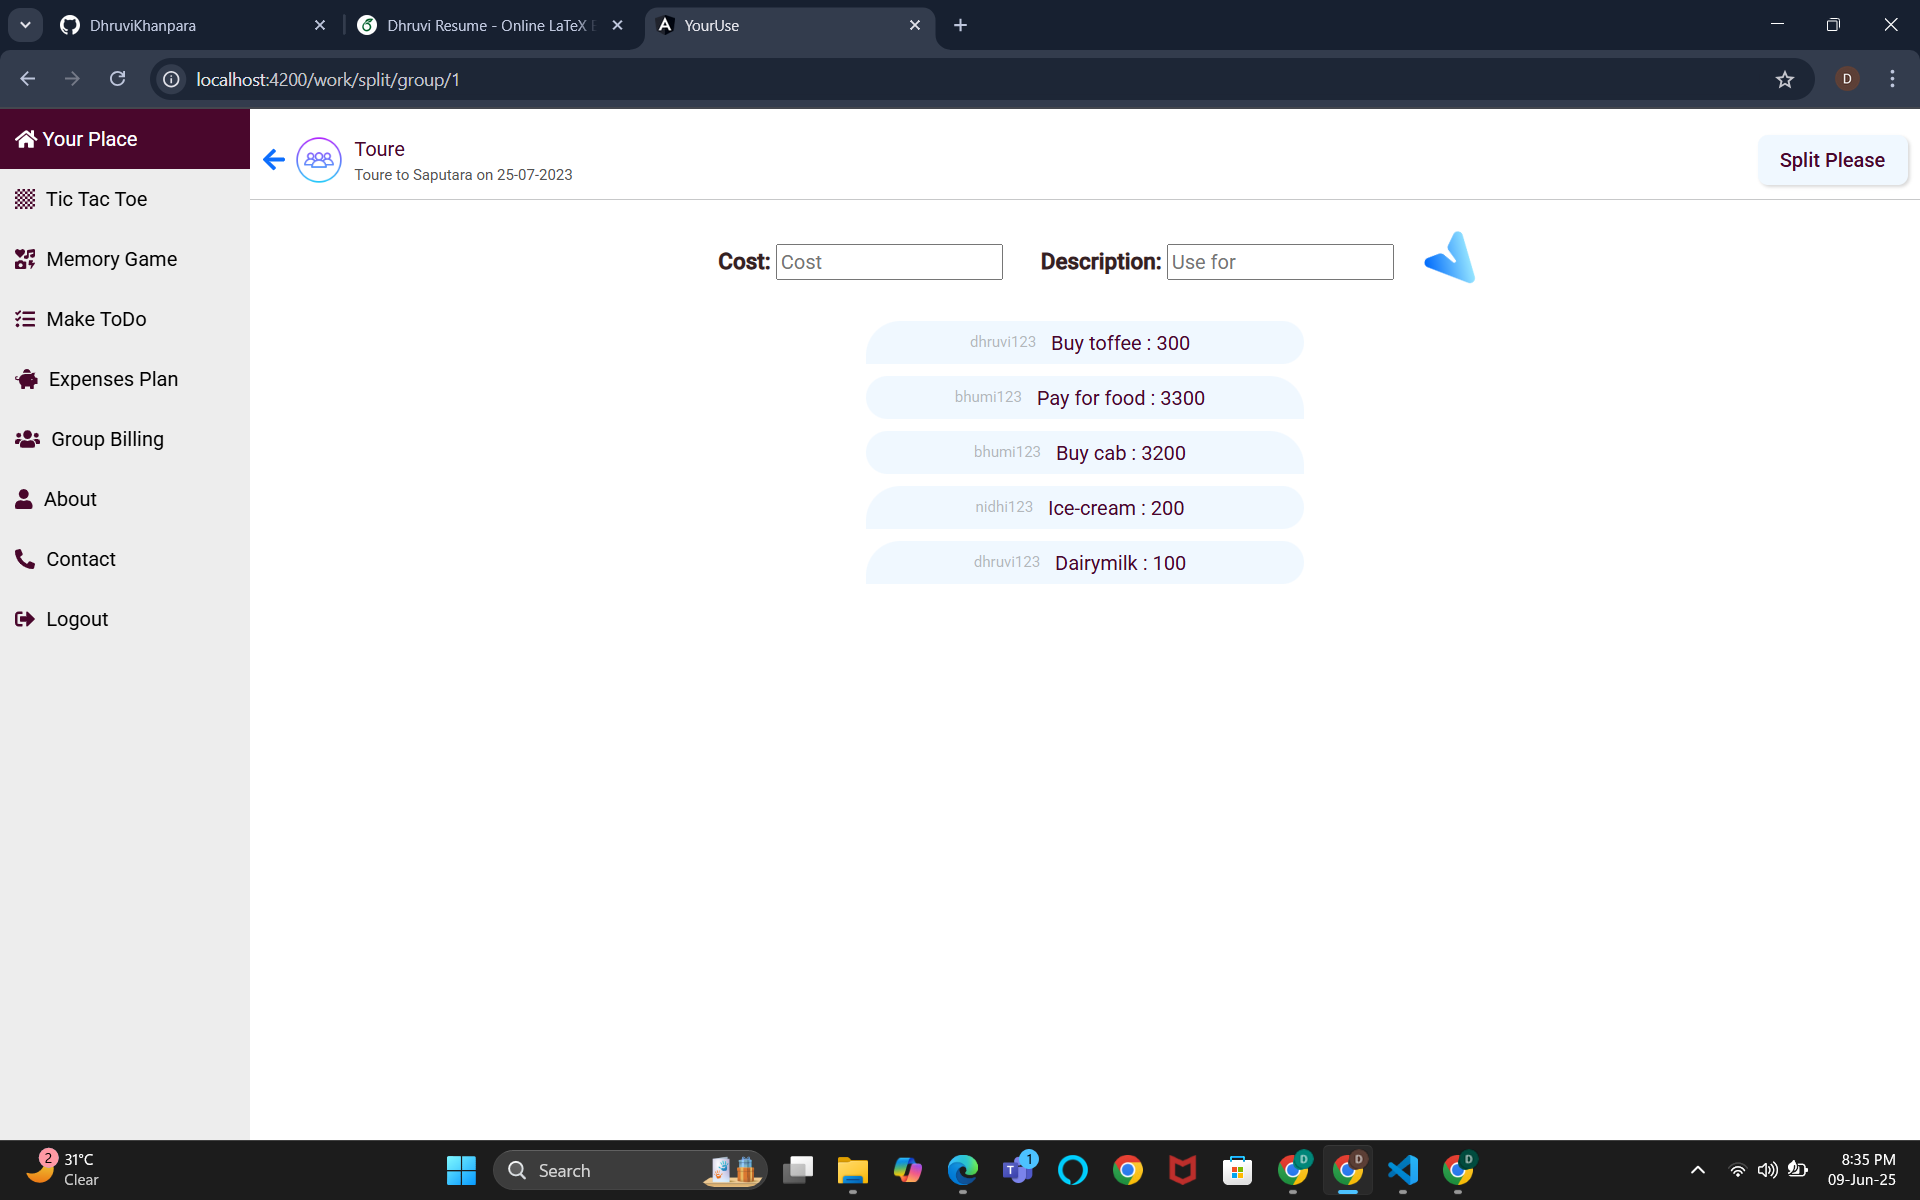 DhruviKhanpara
Dhruvi Resume - Online LaTeX E
YourUse
localhost:4200/work/split/group/1
D
Your Place
Tic Tac Toe
Memory Game
Make ToDo
Expenses Plan
Group Billing
About
Contact
Logout
Toure
Toure to Saputara on 25-07-2023
Split Please
Cost: Cost Description: Use for
dhruvi123 Buy toffee : 300
bhumi123 Pay for food : 3300
bhumi123 Buy cab : 3200
nidhi123 Ice-cream : 200
dhruvi123 Dairymilk : 100
2
31°C
Clear
Search
T
1
D
D
D
8:35 PM
09-Jun-25